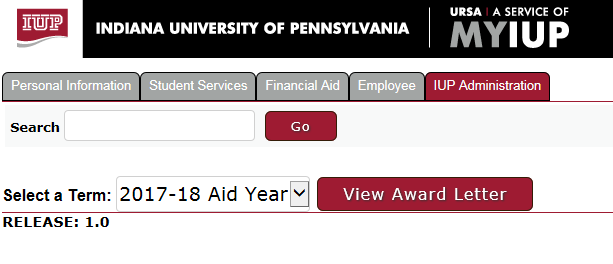 IUP
INDIANA UNIVERSITY OF PENNSYLVANIA
URSA | A SERVICE OF
MYIUP
Personal Information Student Services Financial Aid Employee IUP Administration
Search Go
Select a Term: 2017-18 Aid Year View Award Letter
RELEASE: 1.0